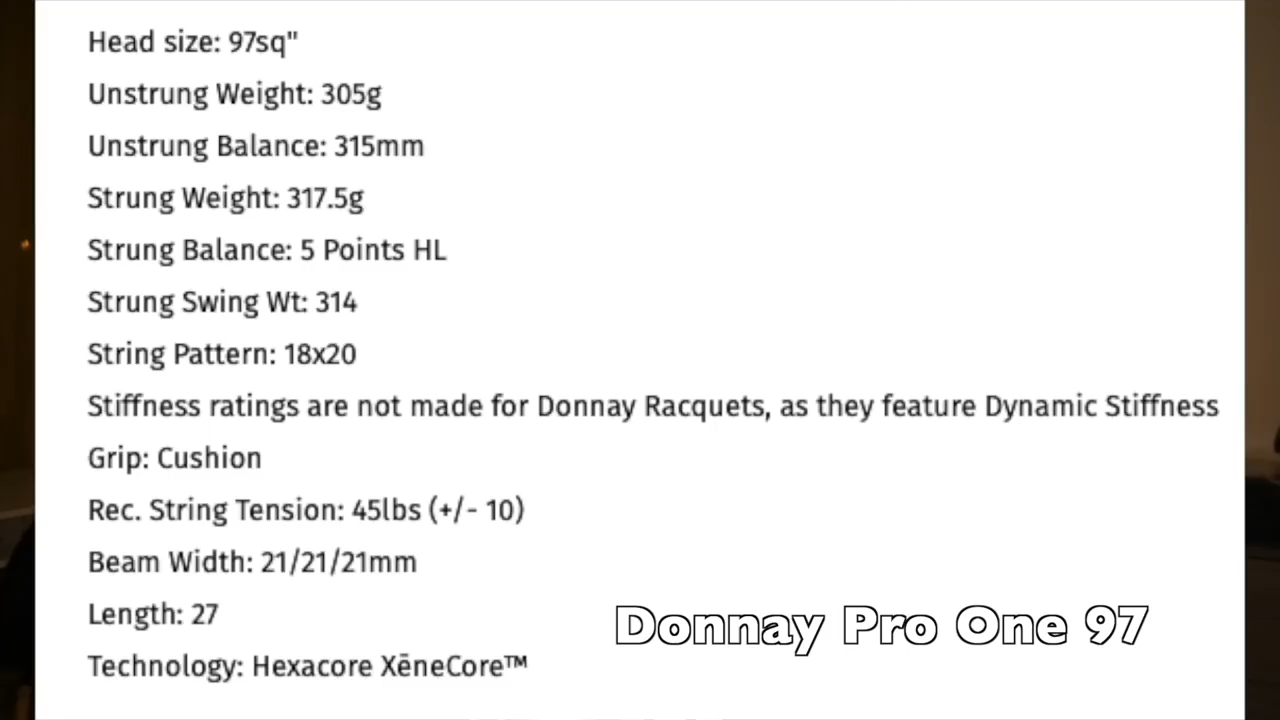 Head size: 97sq"
Unstrung Weight: 305g
Unstrung Balance: 315mm
Strung Weight: 317.5g
Strung Balance: 5 Points HL
Strung Swing Wt: 314
String Pattern: 18x20
Stiffness ratings are not made for Donnay Racquets, as they feature Dynamic Stiffness
Grip: Cushion
Rec. String Tension: 45lbs (+/- 10)
Beam Width: 21/21/21mm
Length: 27
Technology: Hexacore XēneCore™
Donnay Pro One 97